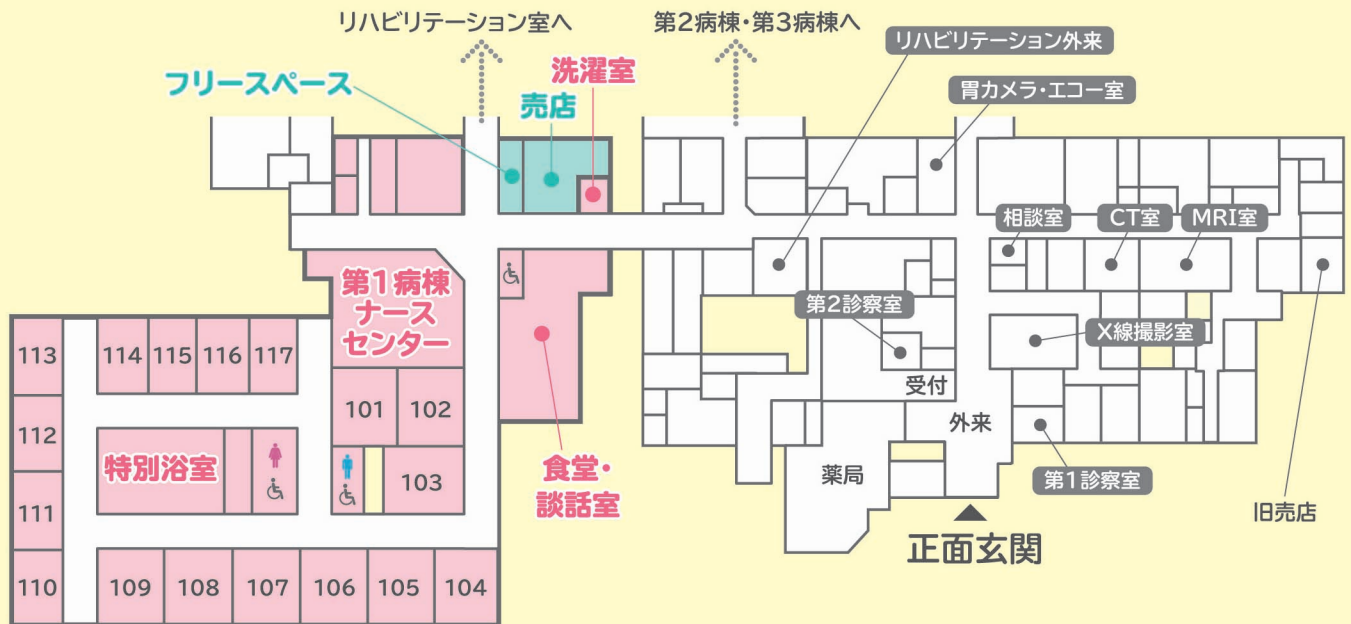 リハビリテーション室へ
第2病棟・第3病棟へ
リハビリテーション外来
フリースペース
洗濯室
売店
胃カメラ・エコー室
相談室
CT室
MRI室
第1病棟
ナース
センター
第2診察室
X線撮影室
113
114
115
116
117
受付
101
102
外来
112
特別浴室
103
食堂・
談話室
薬局
第1診察室
111
旧売店
正面玄関
110
109
108
107
106
105
104